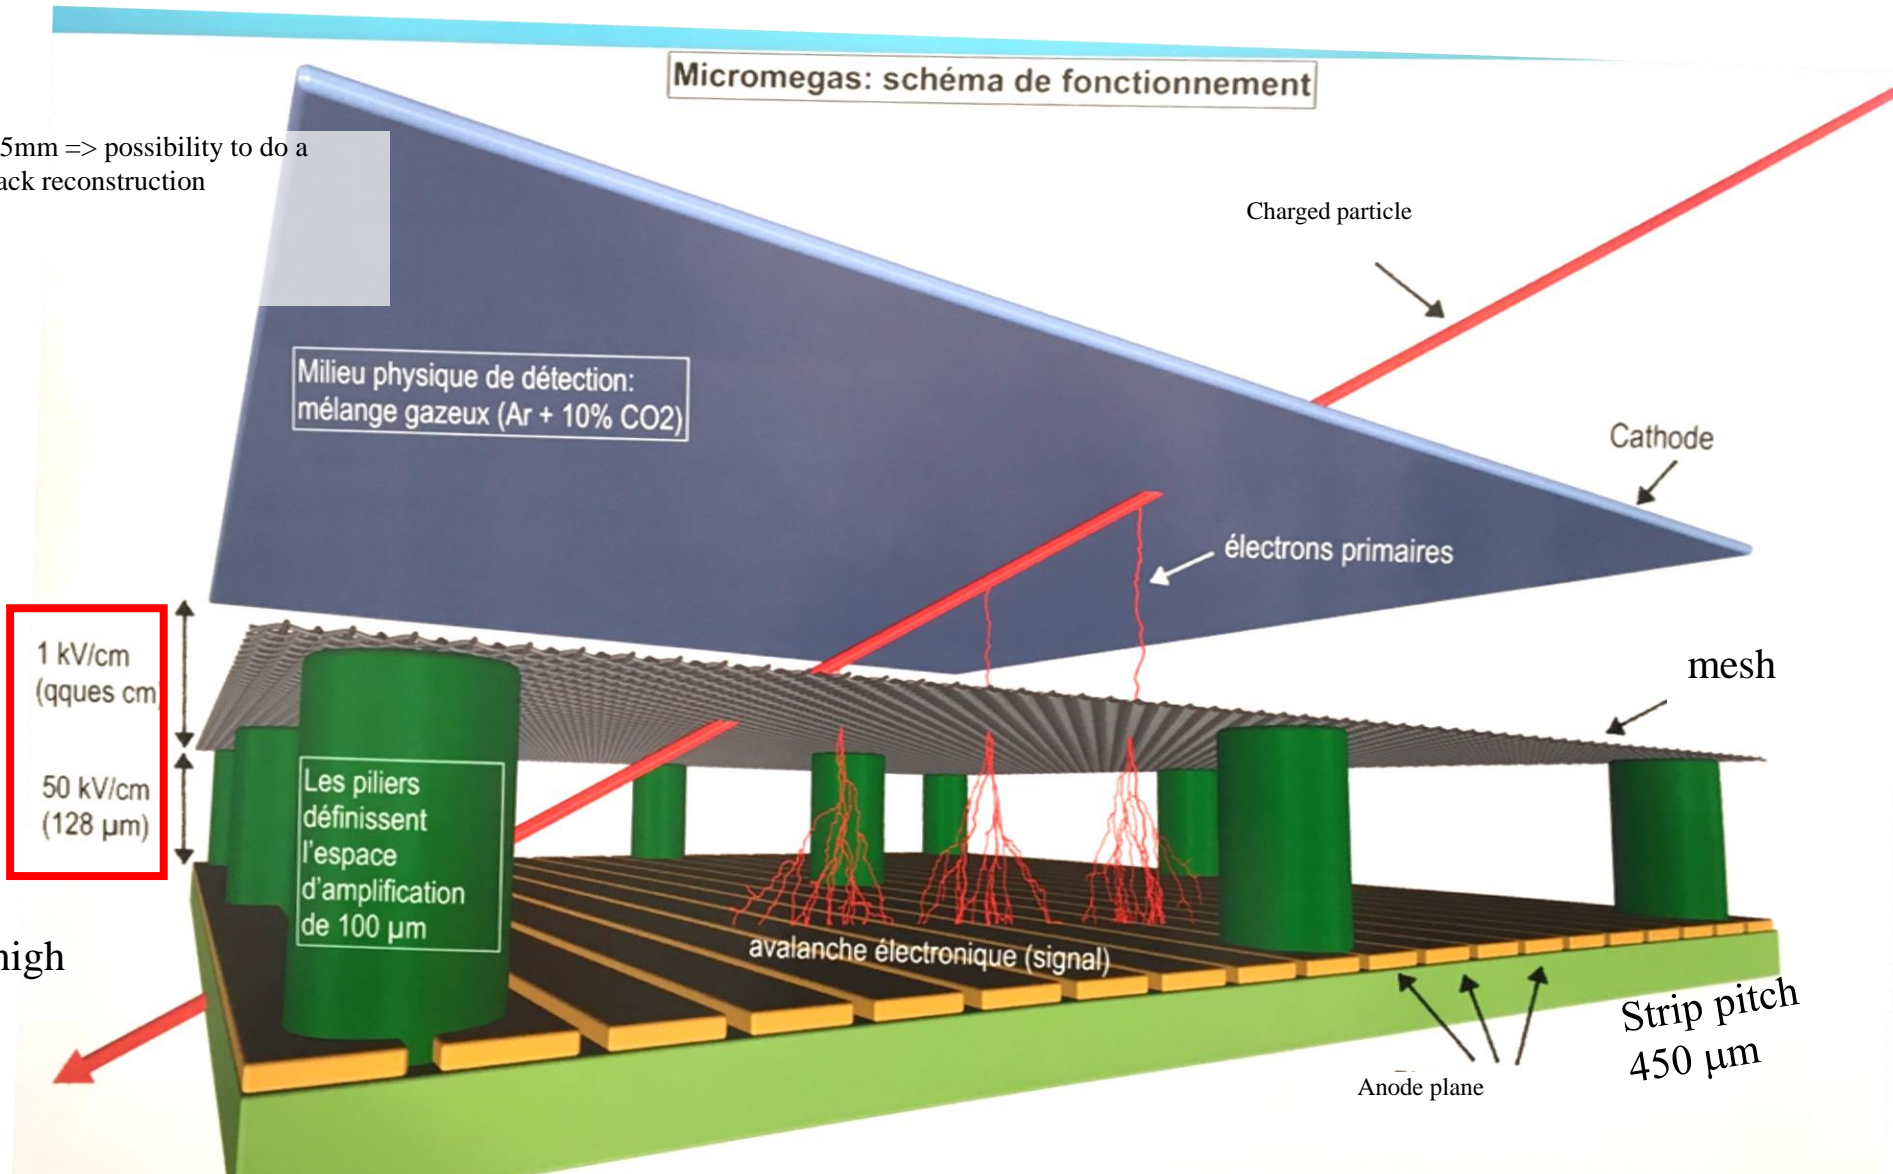 Micromegas: schéma de fonctionnement
5mm => possibility to do a
ack reconstruction
Charged particle
Milieu physique de détection:
mélange gazeux (Ar + 10% CO2)
Cathode
électrons primaires
1 kV/cm
(qques cm
mesh
50 kV/cm
(128 µm)
Les piliers
définissent
l'espace
d'amplification
de 100 µm
avalanche électronique (signal)
high
Strip pitch
450 µm
Anode plane